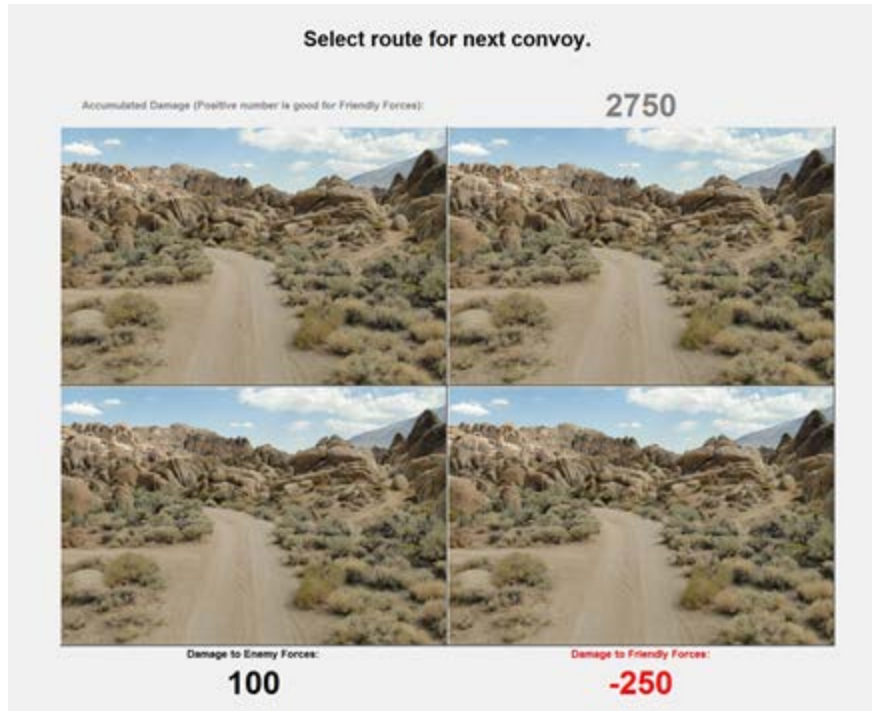 Select route for next convoy.
Accumulated Damage (Positive number is good for Friendly Forces):
2750
Damage to Enemy Forces:
Damage to Friendly Forces:
100
-250